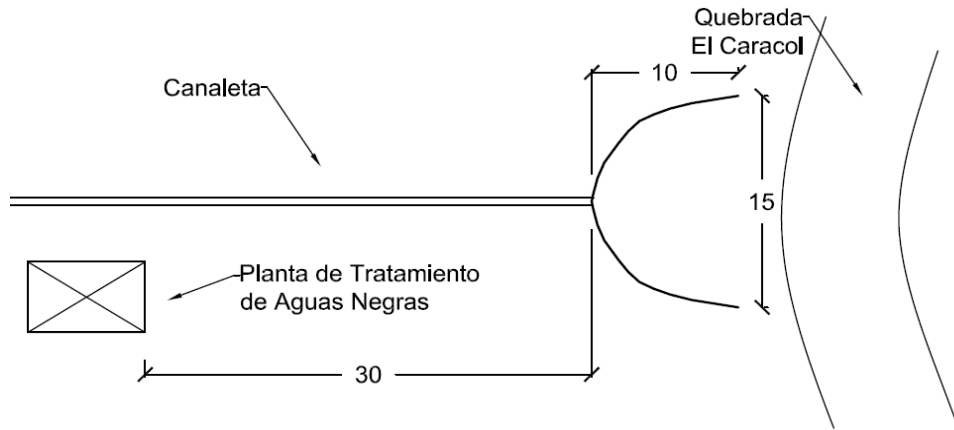 Quebrada
El Caracol
10
Canaleta
15
Planta de Tratamiento
de Aguas Negras
30